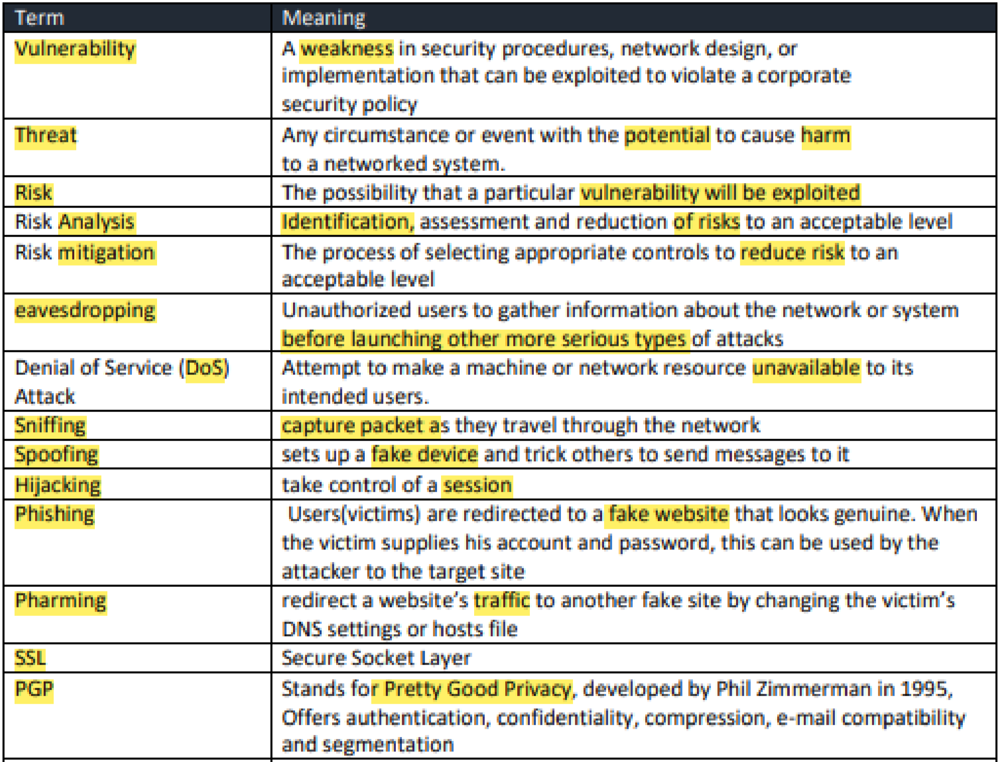 Term Meaning
Vulnerability A weakness in security procedures, network design, or
implementation that can be exploited to violate a corporate
security policy
Threat Any circumstance or event with the potential to cause harm
to a networked system.
Risk The possibility that a particular vulnerability will be exploited
Risk Analysis Identification, assessment and reduction of risks to an acceptable level
Risk mitigation The process of selecting appropriate controls to reduce risk to an
acceptable level
eavesdropping Unauthorized users to gather information about the network or system
before launching other more serious types of attacks
Denial of Service (DoS) Attempt to make a machine or network resource unavailable to its
Attack intended users.
Sniffing capture packet as they travel through the network
Spoofing sets up a fake device and trick others to send messages to it
Hijacking take control of a session
Phishing Users(victims) are redirected to a fake website that looks genuine. When
the victim supplies his account and password, this can be used by the
attacker to the target site
Pharming redirect a website's traffic to another fake site by changing the victim's
DNS settings or hosts file
SSL Secure Socket Layer
PGP Stands for Pretty Good Privacy, developed by Phil Zimmerman in 1995,
Offers authentication, confidentiality, compression, e-mail compatibility
and segmentation